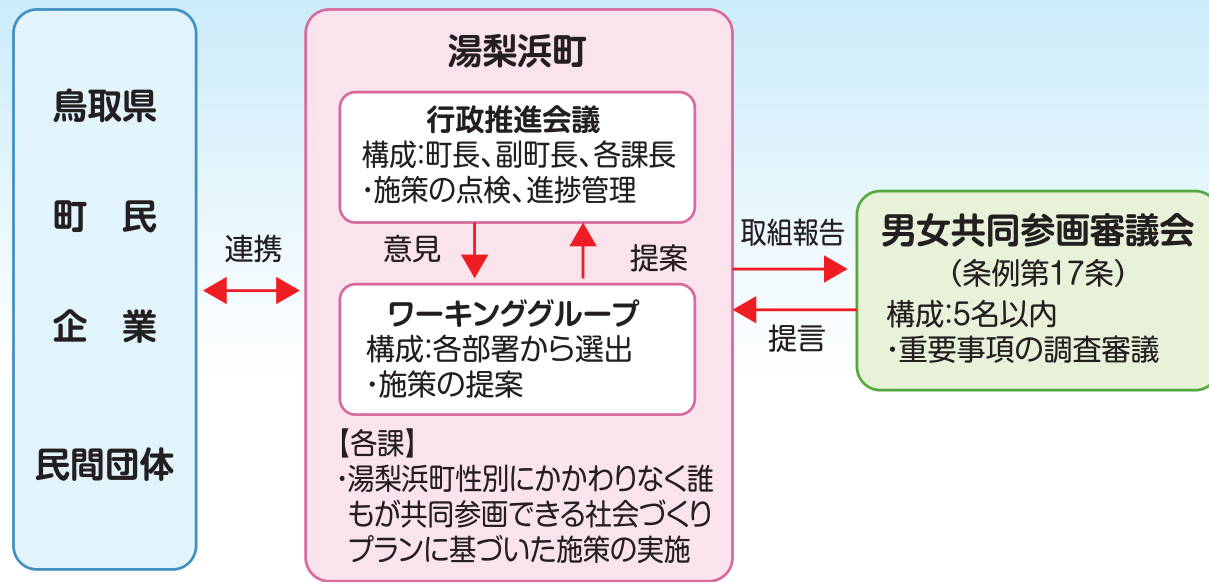 鳥取県
町　民
企　業
民間団体
連携
湯梨浜町
行政推進会議
構成:町長、副町長、各課長
・施策の点検、進捗管理
意見
提案
ワーキンググループ
構成:各部署から選出
・施策の提案
【各課】
・湯梨浜町性別にかかわりなく誰
もが共同参画できる社会づくり
プランに基づいた施策の実施
取組報告
提言
男女共同参画審議会
(条例第17条)
構成:5名以内
・重要事項の調査審議